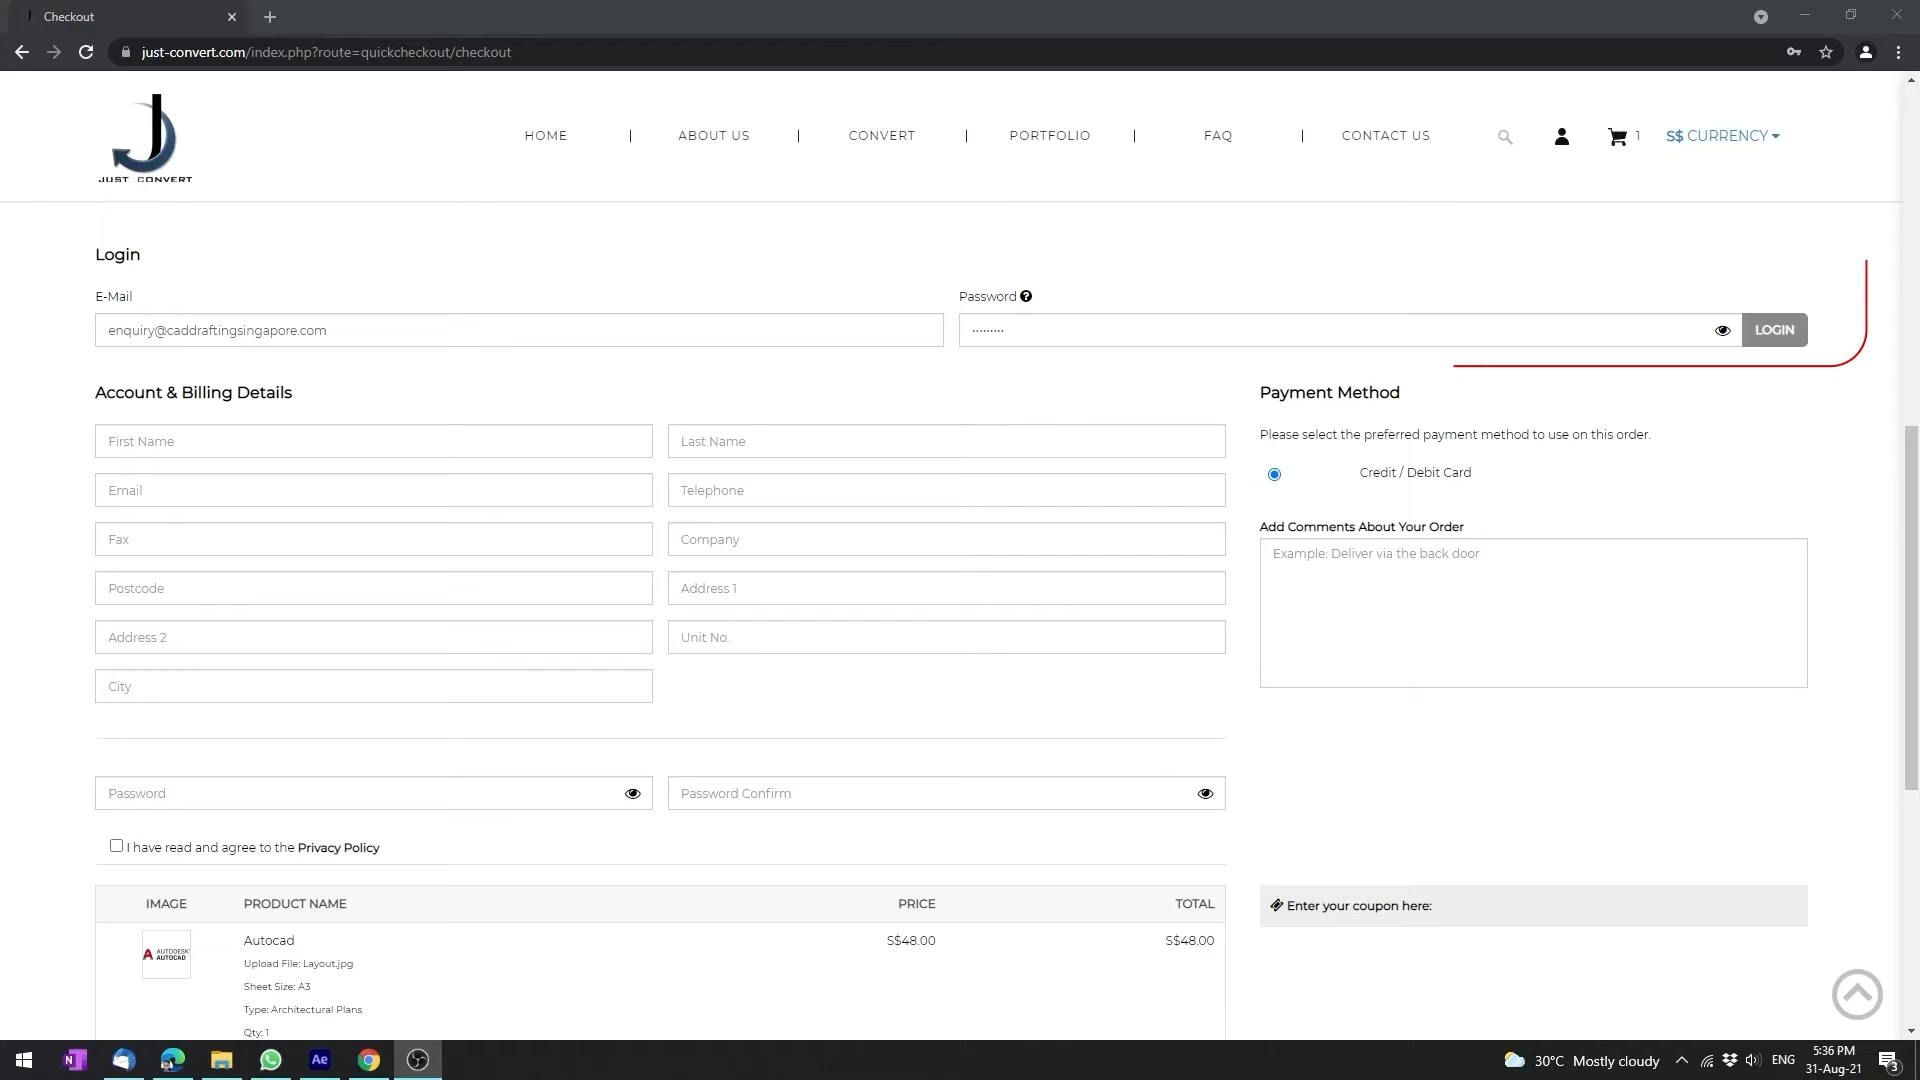 Checkout
just-convert.com/index.php?route=quickcheckout/checkout
J
JUST CONVERT
HOME | ABOUT US | CONVERT | PORTFOLIO | FAQ | CONTACT US
1
S$ CURRENCY
Login
E-Mail
Password
enquiry@caddraftingsingapore.com
LOGIN
Account & Billing Details
Payment Method
First Name
Last Name
Please select the preferred payment method to use on this order.
Credit / Debit Card
Email
Telephone
Add Comments About Your Order
Fax
Company
Example: Deliver via the back door
Postcode
Address 1
Address 2
Unit No.
City
Password
Password Confirm
I have read and agree to the Privacy Policy
IMAGE PRODUCT NAME PRICE TOTAL
Enter your coupon here:
AUTODESK
AUTOCAD
Autocad
S$48.00
S$48.00
Upload File: Layout.jpg
Sheet Size: A3
Type: Architectural Plans
Qty: 1
N
Ae
30°C Mostly cloudy
ENG
5:36 PM
31-Aug-21
3